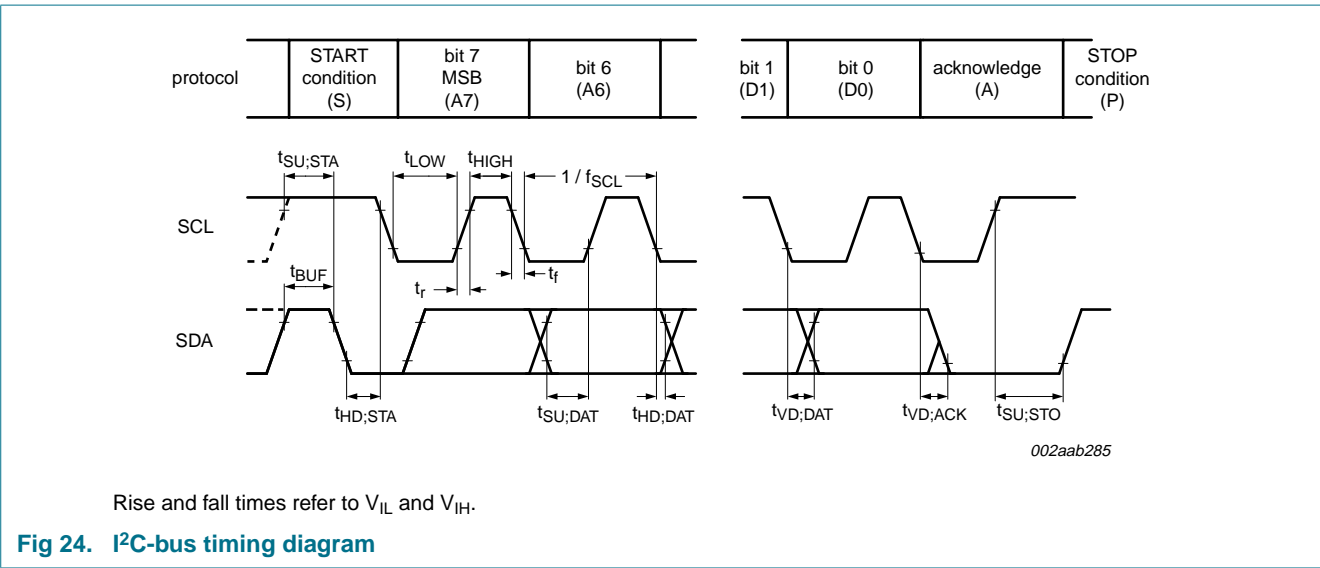 protocol
START condition (S)
bit 7 MSB (A7)
bit 6 (A6)
bit 1 (D1)
bit 0 (D0)
acknowledge (A)
STOP condition (P)
tSU;STA
tLOW
tHIGH
1 / fSCL
SCL
tBUF
tr
tf
SDA
tHD;STA
tSU;DAT
tHD;DAT
tVD;DAT
tVD;ACK
tSU;STO
002aab285
Rise and fall times refer to VIL and VIH.
Fig 24. I²C-bus timing diagram